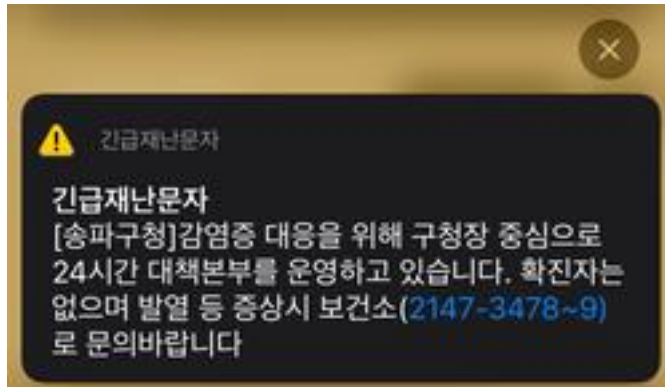 긴급재난문자
긴급재난문자
[송파구청]감염증 대응을 위해 구청장 중심으로
24시간 대책본부를 운영하고 있습니다. 확진자는
없으며 발열 등 증상시 보건소(2147-3478~9)
로 문의바랍니다